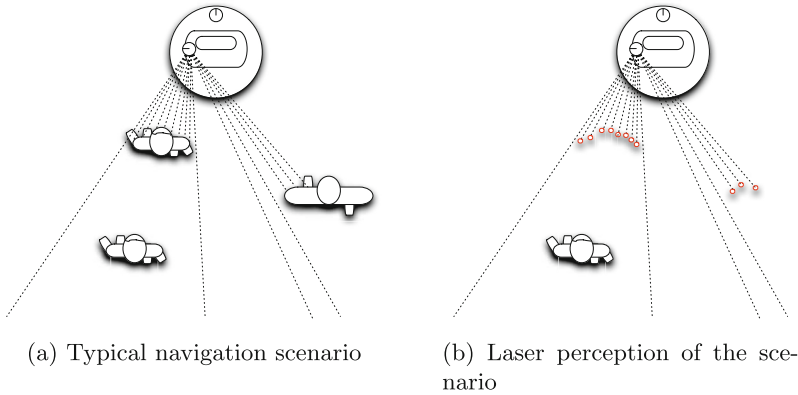 (a) Typical navigation scenario
(b) Laser perception of the sce-
nario